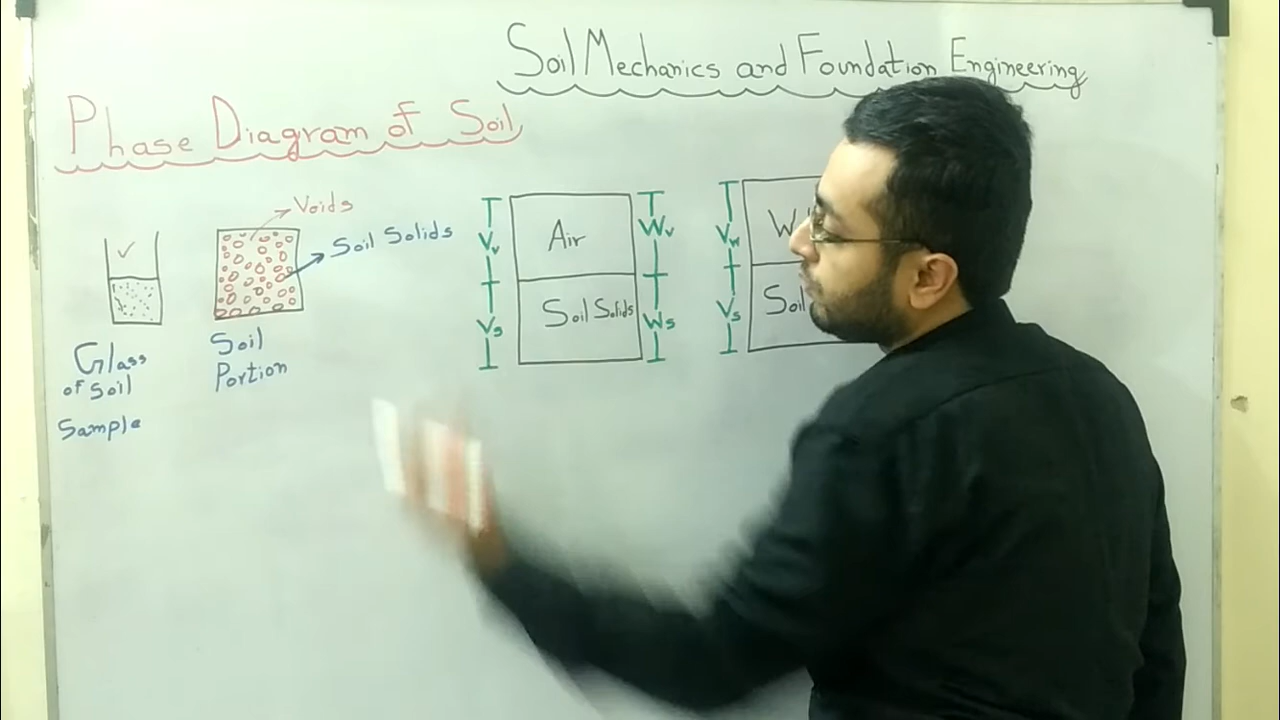 Soil Mechanics and Foundation Engineering
Phase Diagram of Soil
Voids
Soil Solids
Glass
of Soil
Sample
Soil
Portion
Vv
Air
Wv
Vs
Soil Solids
Ws
Vw
W
Vs
Soil